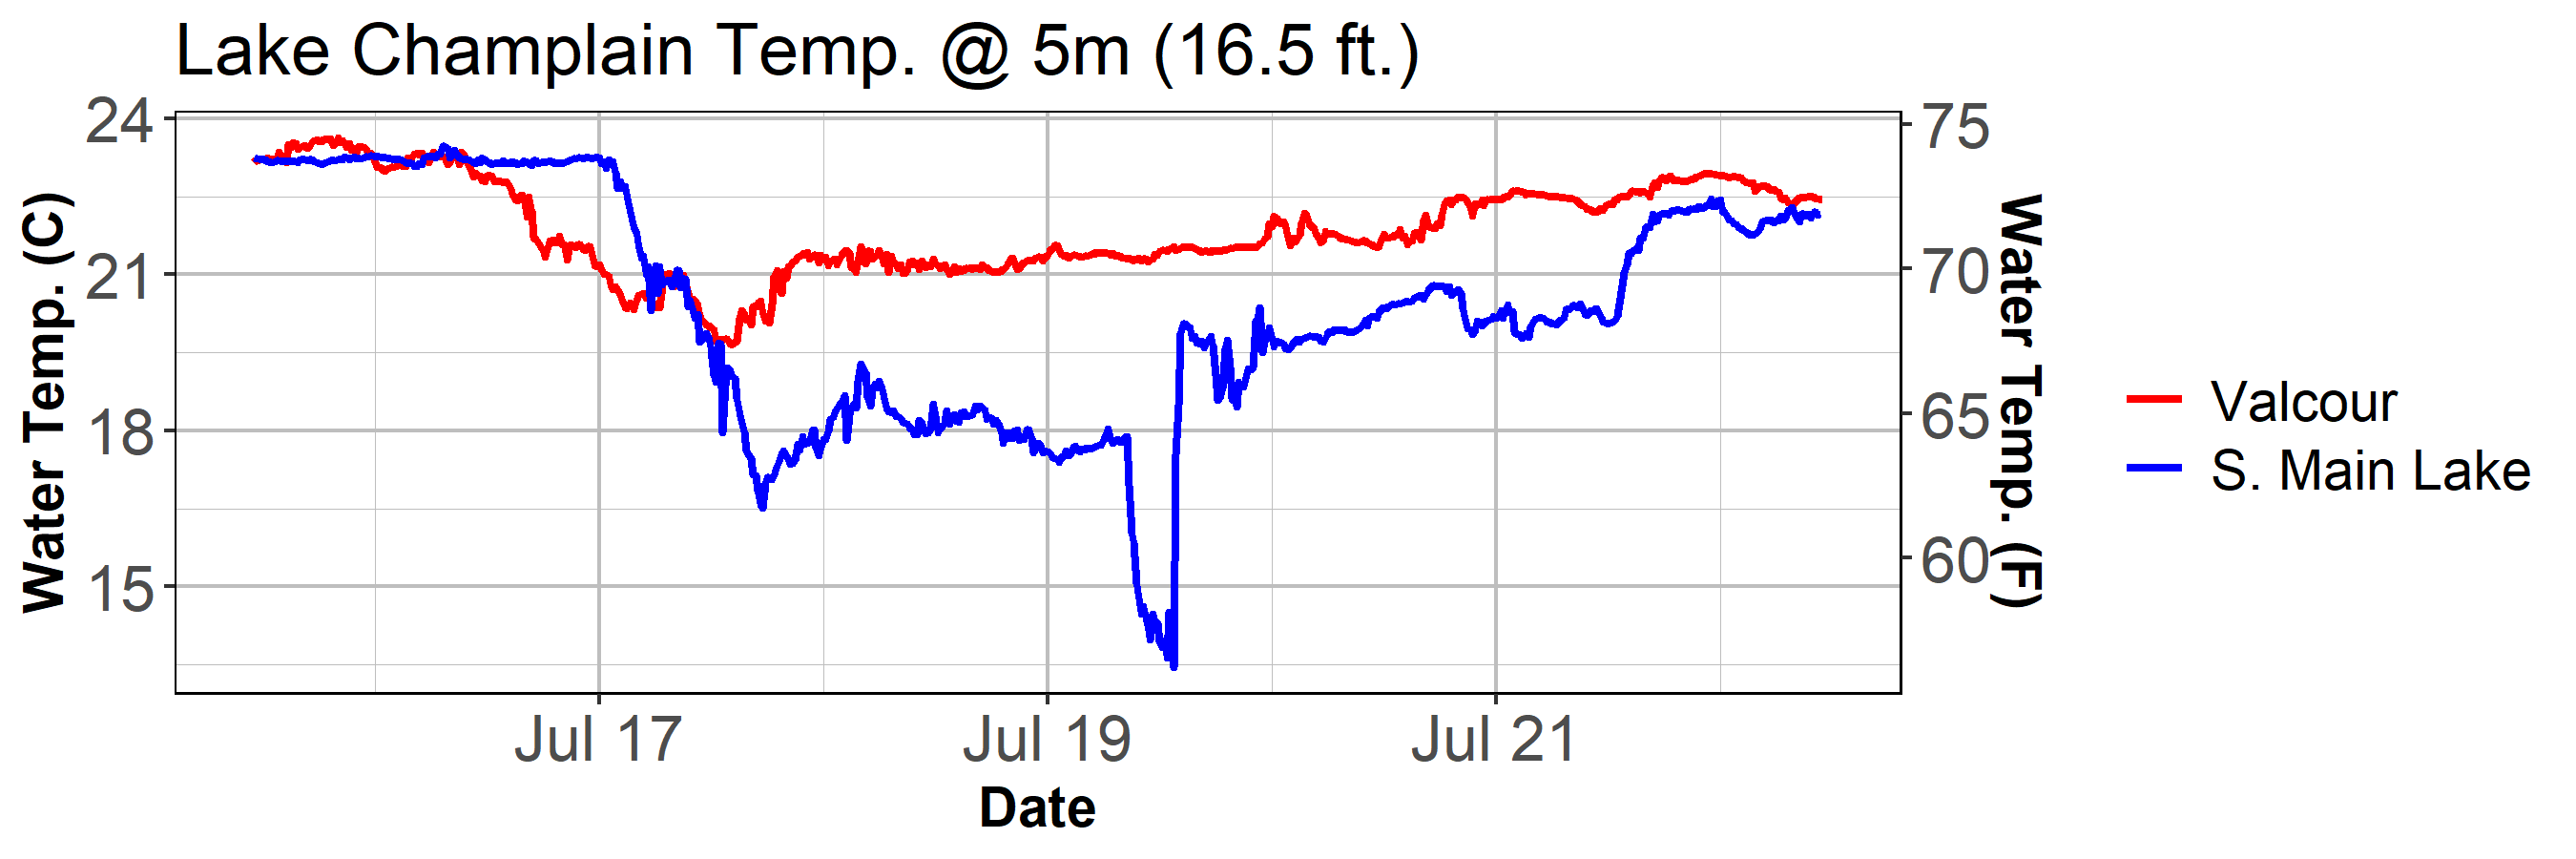 Lake Champlain Temp. @ 5m (16.5 ft.)
24
21
18
15
Water Temp. (C)
75
70
65
60
Water Temp. (F)
Jul 17
Jul 19
Jul 21
Date
Valcour
S. Main Lake